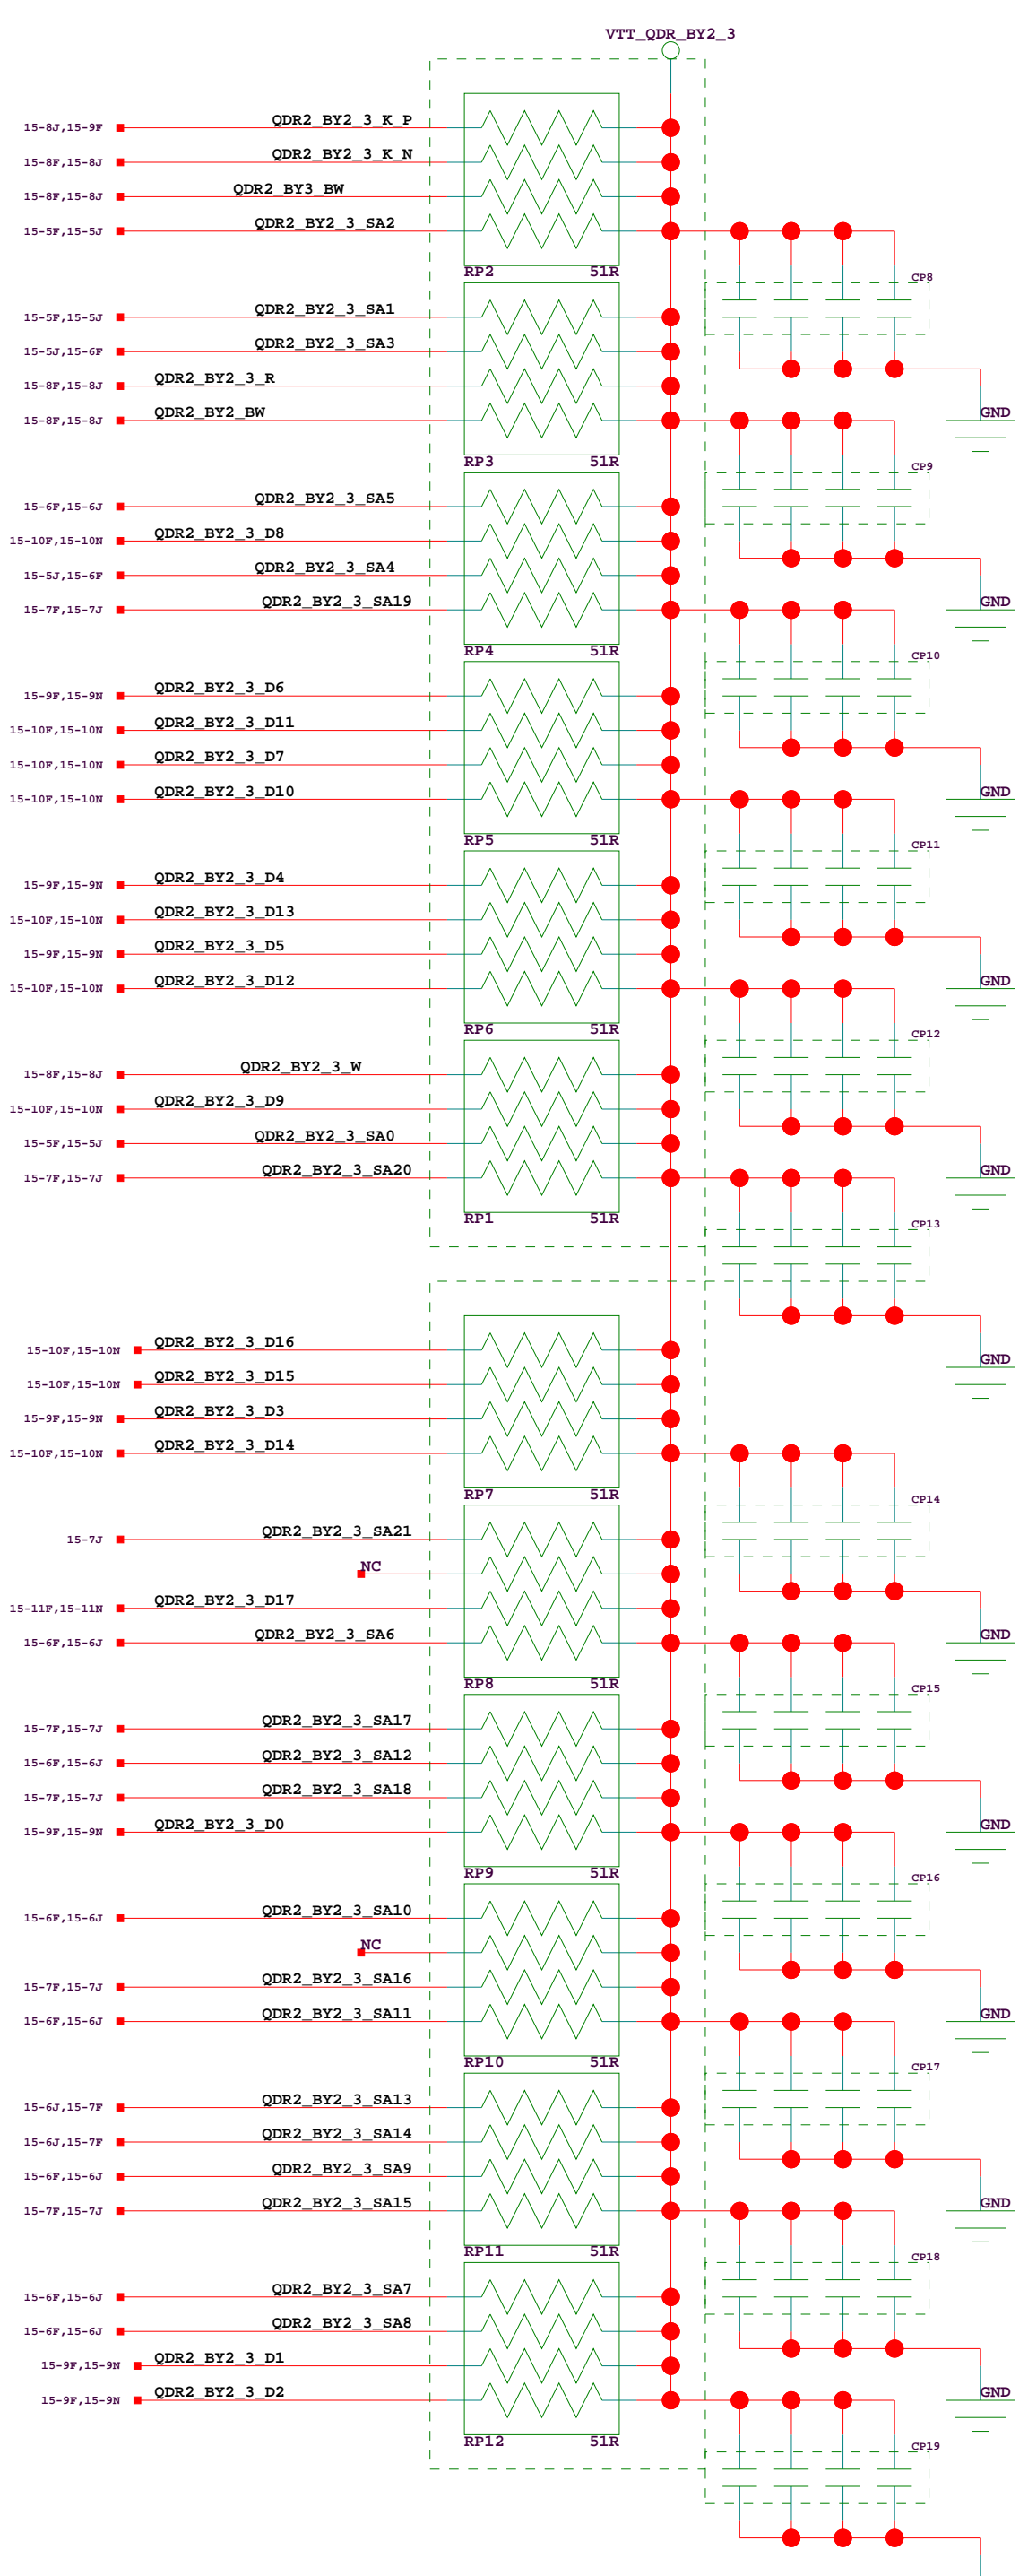 VTT_QDR_BY2_3
15-8J,15-9F QDR2_BY2_3_K_P
15-8F,15-8J QDR2_BY2_3_K_N
15-8F,15-8J QDR2_BY3_BW
15-5F,15-5J QDR2_BY2_3_SA2
RP2 51R
CP8
15-5F,15-5J QDR2_BY2_3_SA1
15-5J,15-6F QDR2_BY2_3_SA3
15-8F,15-8J QDR2_BY2_3_R
15-8F,15-8J QDR2_BY2_BW
GND
RP3 51R
CP9
15-6F,15-6J QDR2_BY2_3_SA5
15-10F,15-10N QDR2_BY2_3_D8
15-5J,15-6F QDR2_BY2_3_SA4
15-7F,15-7J QDR2_BY2_3_SA19
GND
RP4 51R
CP10
15-9F,15-9N QDR2_BY2_3_D6
15-10F,15-10N QDR2_BY2_3_D11
15-10F,15-10N QDR2_BY2_3_D7
15-10F,15-10N QDR2_BY2_3_D10
GND
RP5 51R
CP11
15-9F,15-9N QDR2_BY2_3_D4
15-10F,15-10N QDR2_BY2_3_D13
15-9F,15-9N QDR2_BY2_3_D5
15-10F,15-10N QDR2_BY2_3_D12
GND
RP6 51R
CP12
15-8F,15-8J QDR2_BY2_3_W
15-10F,15-10N QDR2_BY2_3_D9
15-5F,15-5J QDR2_BY2_3_SA0
15-7F,15-7J QDR2_BY2_3_SA20
GND
RP1 51R
CP13
15-10F,15-10N QDR2_BY2_3_D16
GND
15-10F,15-10N QDR2_BY2_3_D15
15-9F,15-9N QDR2_BY2_3_D3
15-10F,15-10N QDR2_BY2_3_D14
RP7 51R
CP14
15-7J QDR2_BY2_3_SA21
NC
15-11F,15-11N QDR2_BY2_3_D17
15-6F,15-6J QDR2_BY2_3_SA6
GND
RP8 51R
CP15
15-7F,15-7J QDR2_BY2_3_SA17
15-6F,15-6J QDR2_BY2_3_SA12
15-7F,15-7J QDR2_BY2_3_SA18
15-9F,15-9N QDR2_BY2_3_D0
GND
RP9 51R
CP16
15-6F,15-6J QDR2_BY2_3_SA10
NC
15-7F,15-7J QDR2_BY2_3_SA16
15-6F,15-6J QDR2_BY2_3_SA11
GND
RP10 51R
CP17
15-6J,15-7F QDR2_BY2_3_SA13
15-6J,15-7F QDR2_BY2_3_SA14
15-6F,15-6J QDR2_BY2_3_SA9
15-7F,15-7J QDR2_BY2_3_SA15
GND
RP11 51R
CP18
15-6F,15-6J QDR2_BY2_3_SA7
15-6F,15-6J QDR2_BY2_3_SA8
15-9F,15-9N QDR2_BY2_3_D1
15-9F,15-9N QDR2_BY2_3_D2
GND
RP12 51R
CP19